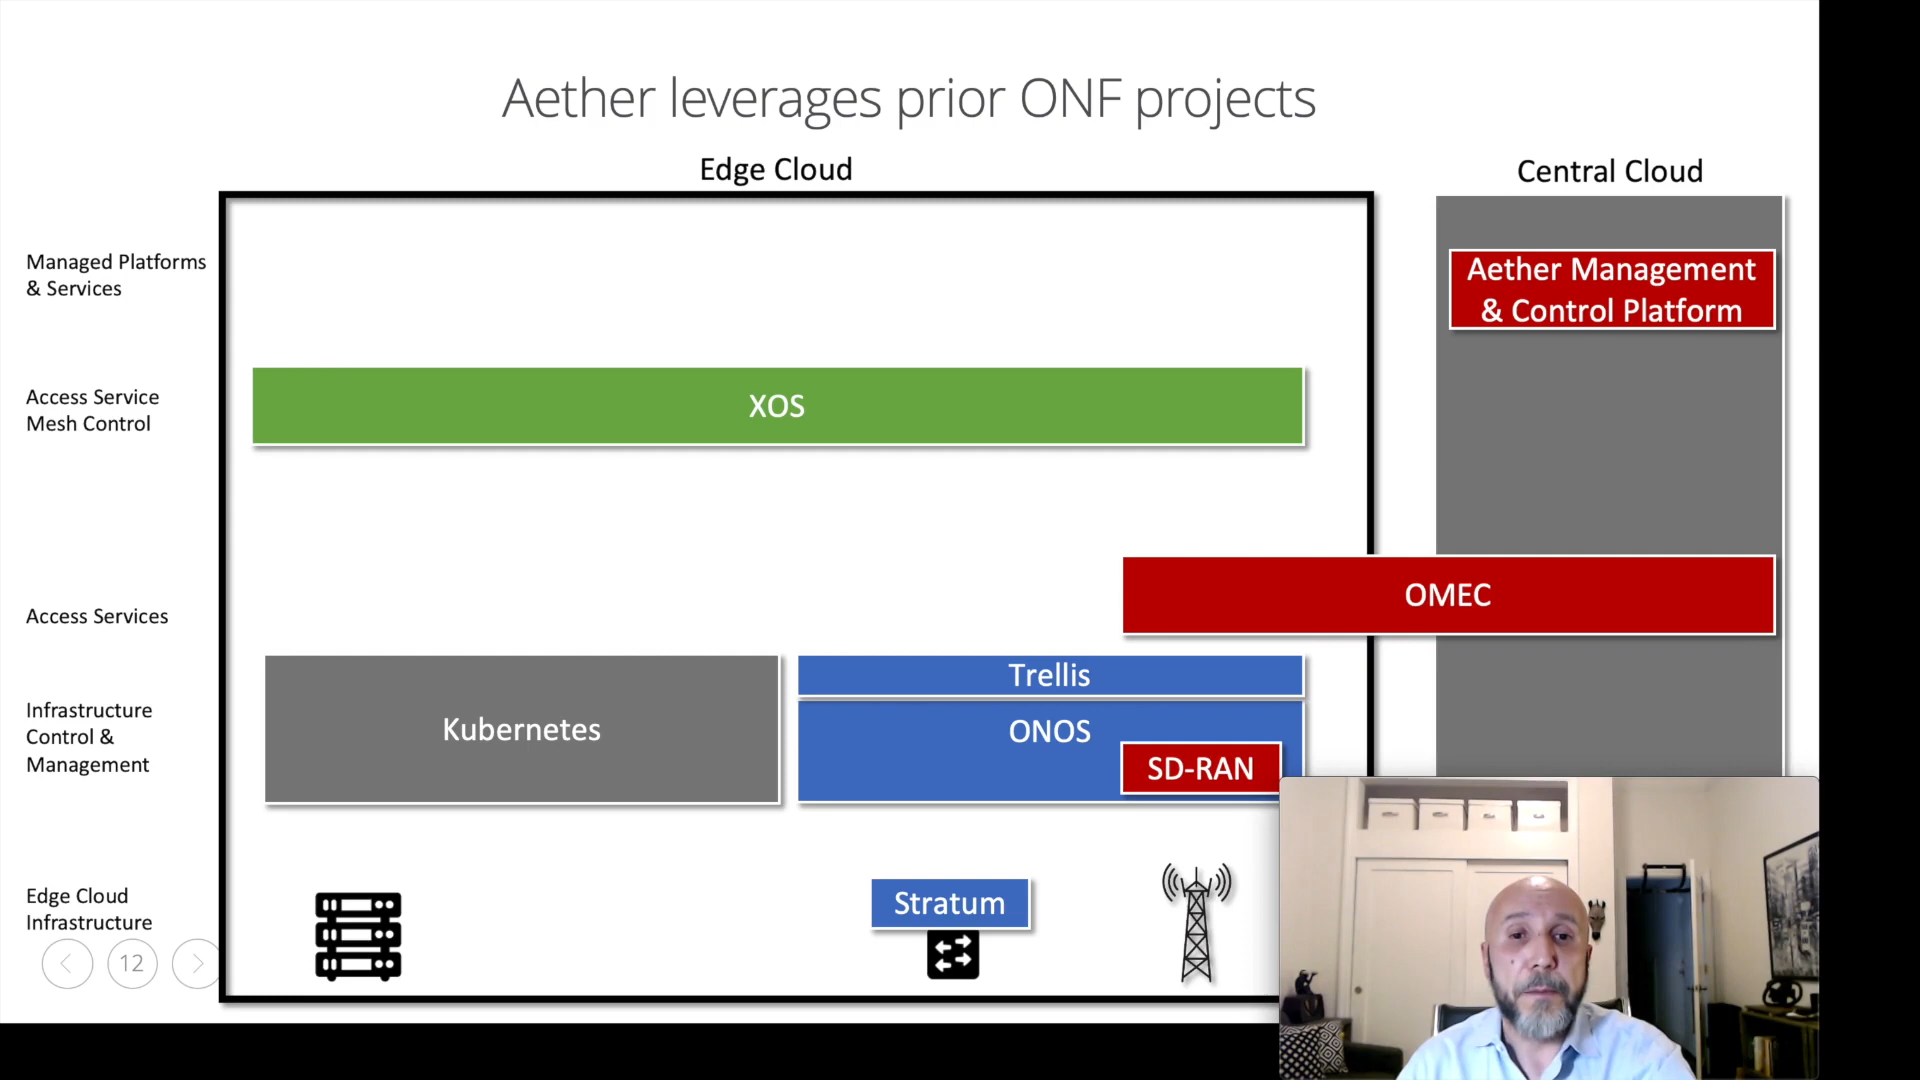 Aether leverages prior ONF projects
Edge Cloud
Central Cloud
Managed Platforms
& Services
Aether Management
& Control Platform
Access Service
Mesh Control
XOS
Access Services
OMEC
Infrastructure
Control &
Management
Kubernetes
Trellis
ONOS
SD-RAN
Edge Cloud
Infrastructure
Stratum
12